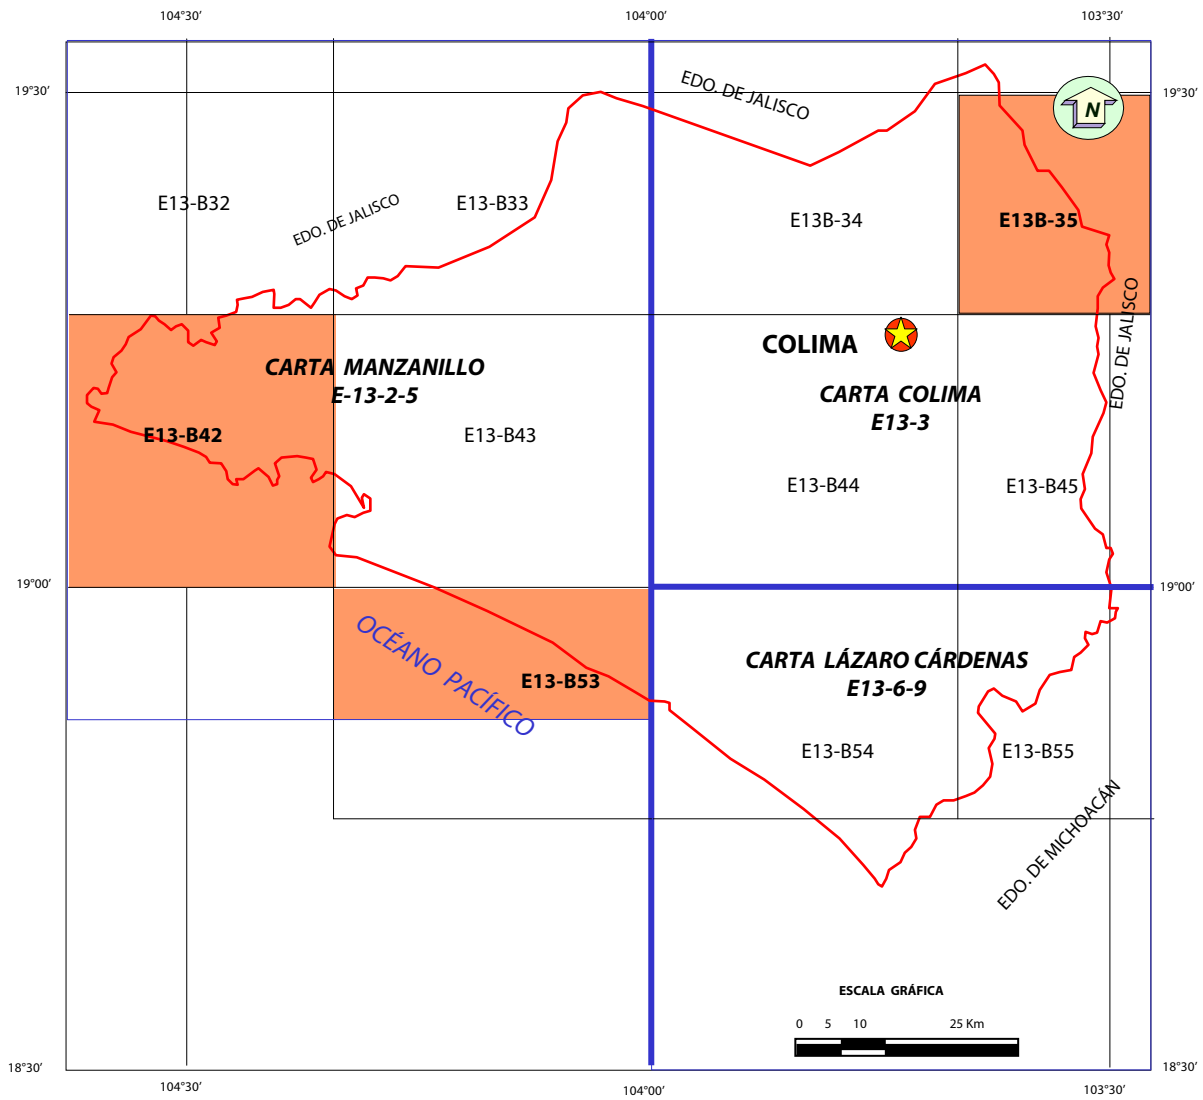 104°30’
104°00’
103°30’
19°30’
EDO. DE JALISCO
19°30’
N
E13-B32
EDO. DE JALISCO
E13-B33
E13B-34
E13B-35
EDO. DE JALISCO
COLIMA
CARTA MANZANILLO
E-13-2-5
CARTA COLIMA
E13-3
E13-B42
E13-B43
E13-B44
E13-B45
19°00’
19°00’
OCÉANO PACÍFICO
E13-B53
CARTA LÁZARO CÁRDENAS
E13-6-9
E13-B54
E13-B55
EDO. DE MICHOACÁN
ESCALA GRÁFICA
0 5 10 25 Km
18°30’
18°30’
104°30’
104°00’
103°30’